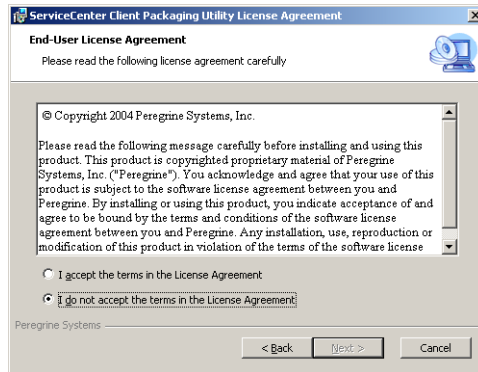 ServiceCenter Client Packaging Utility License Agreement
End-User License Agreement
Please read the following license agreement carefully
© Copyright 2004 Peregrine Systems, Inc.
Please read the following message carefully before installing and using this
product. This product is copyrighted proprietary material of Peregrine
Systems, Inc. ("Peregrine"). You acknowledge and agree that your use of this
product is subject to the software license agreement between you and
Peregrine. By installing or using this product, you indicate acceptance of and
agree to be bound by the terms and conditions of the software license
agreement between you and Peregrine. Any installation, use, reproduction or
modification of this product in violation of the terms of the software license
I accept the terms in the License Agreement
I do not accept the terms in the License Agreement
Peregrine Systems
< Back Next > Cancel